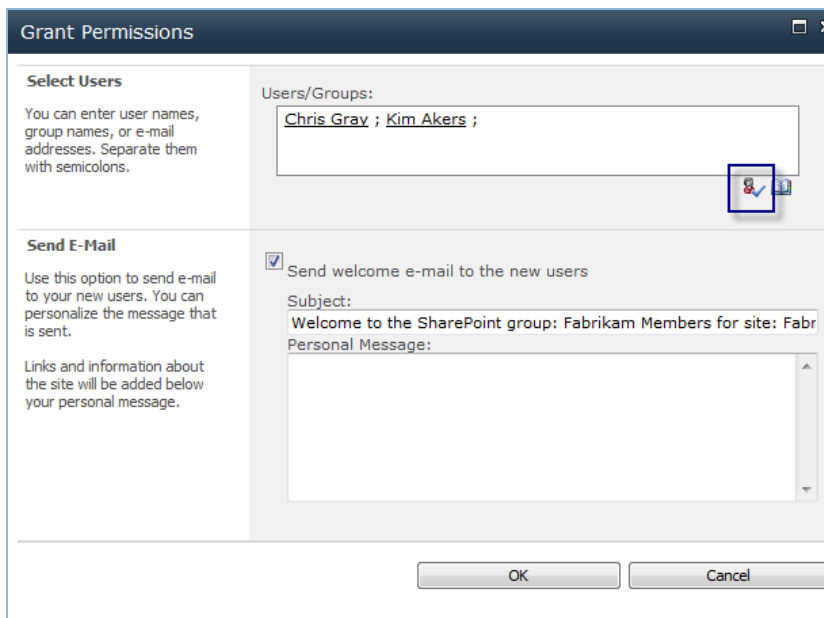 Grant Permissions
Select Users
You can enter user names,
group names, or e-mail
addresses. Separate them
with semicolons.
Users/Groups:
Chris Gray ; Kim Akers ;
Send E-Mail
Use this option to send e-mail
to your new users. You can
personalize the message that
is sent.
Links and information about
the site will be added below
your personal message.
Send welcome e-mail to the new users
Subject:
Welcome to the SharePoint group: Fabrikam Members for site: Fabr
Personal Message:
OK
Cancel